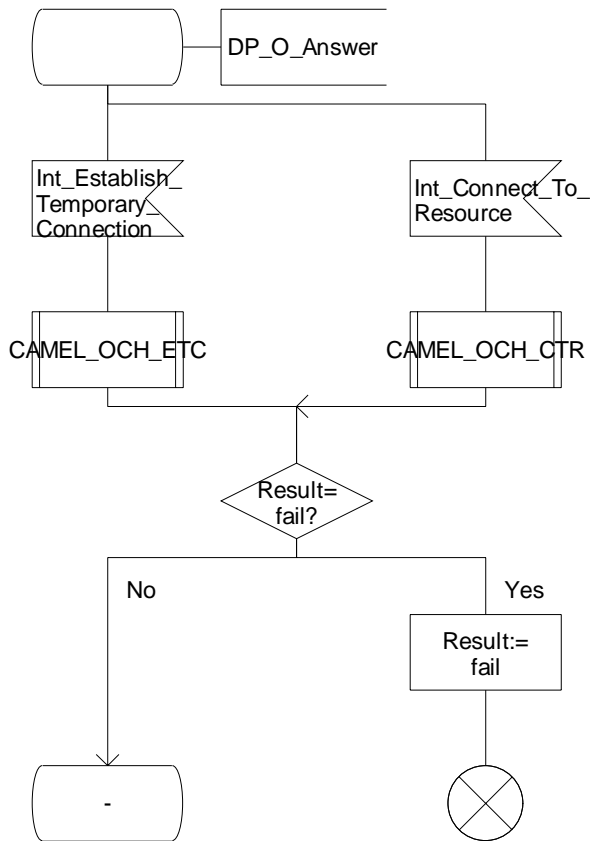 DP_O_Answer
Int_Establish_
Temporary_
Connection
Int_Connect_To_
Resource
CAMEL_OCH_ETC
CAMEL_OCH_CTR
Result=
fail?
No
Yes
Result:=
fail
-